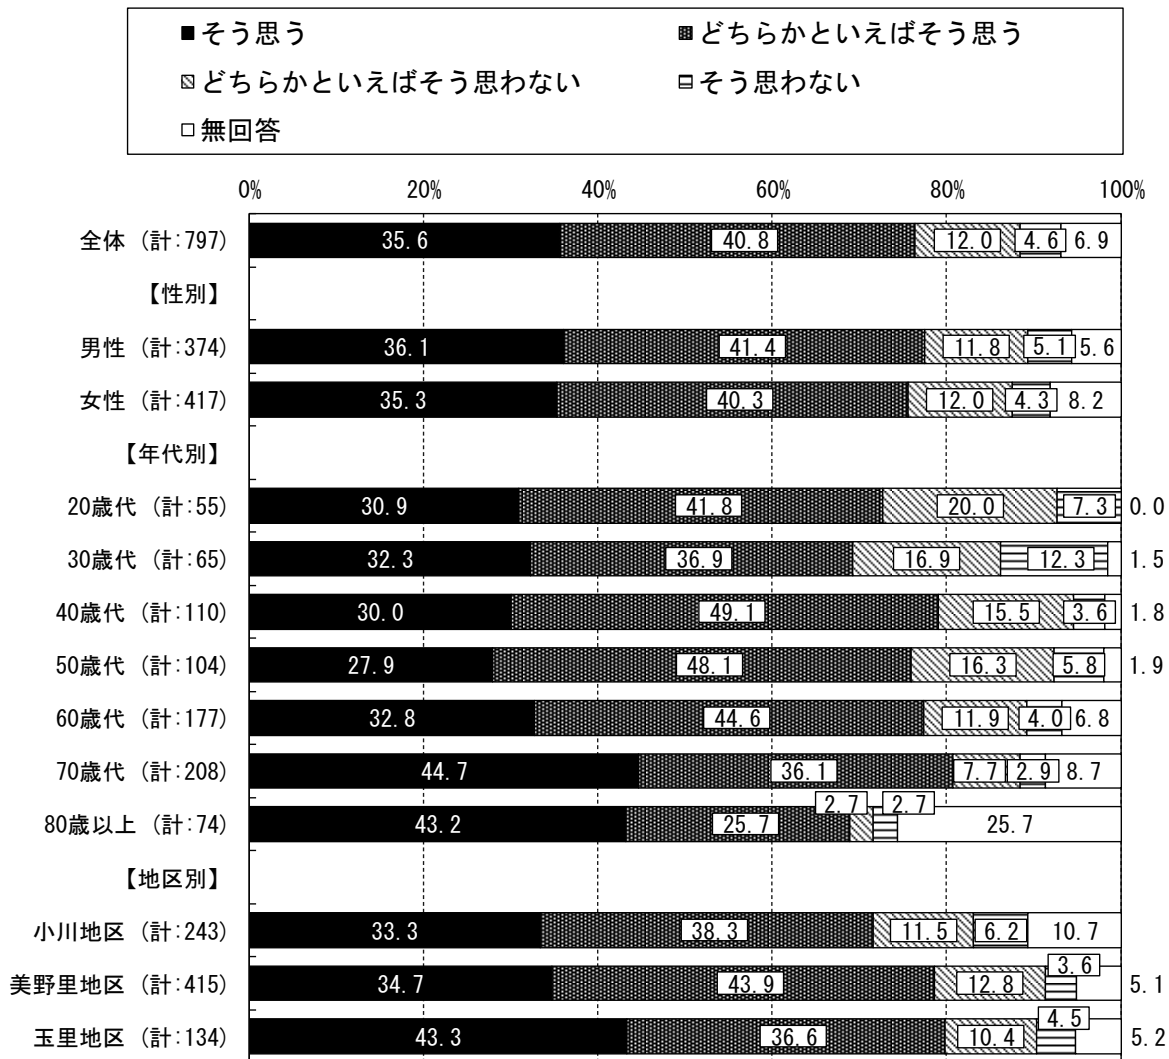 ■そう思う ▩どちらかといえばそう思う
▧どちらかといえばそう思わない ▤そう思わない
□無回答
0% 20% 40% 60% 80% 100%
全体 (計:797) 35.6 40.8 12.0 4.6 6.9
【性別】
男性 (計:374) 36.1 41.4 11.8 5.1 5.6
女性 (計:417) 35.3 40.3 12.0 4.3 8.2
【年代別】
20歳代 (計:55) 30.9 41.8 20.0 7.3 0.0
30歳代 (計:65) 32.3 36.9 16.9 12.3 1.5
40歳代 (計:110) 30.0 49.1 15.5 3.6 1.8
50歳代 (計:104) 27.9 48.1 16.3 5.8 1.9
60歳代 (計:177) 32.8 44.6 11.9 4.0 6.8
70歳代 (計:208) 44.7 36.1 7.7 2.9 8.7
80歳以上 (計:74) 43.2 25.7 2.7 2.7 25.7
【地区別】
小川地区 (計:243) 33.3 38.3 11.5 6.2 10.7
美野里地区 (計:415) 34.7 43.9 12.8 3.6 5.1
玉里地区 (計:134) 43.3 36.6 10.4 4.5 5.2